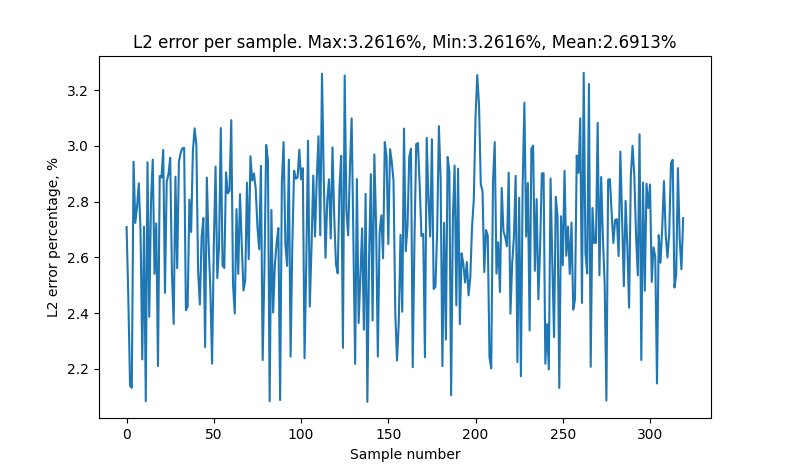 L2 error per sample. Max:3.2616%, Min:3.2616%, Mean:2.6913%
L2 error percentage, %
3.2
3.0
2.8
2.6
2.4
2.2
0 50 100 150 200 250 300
Sample number